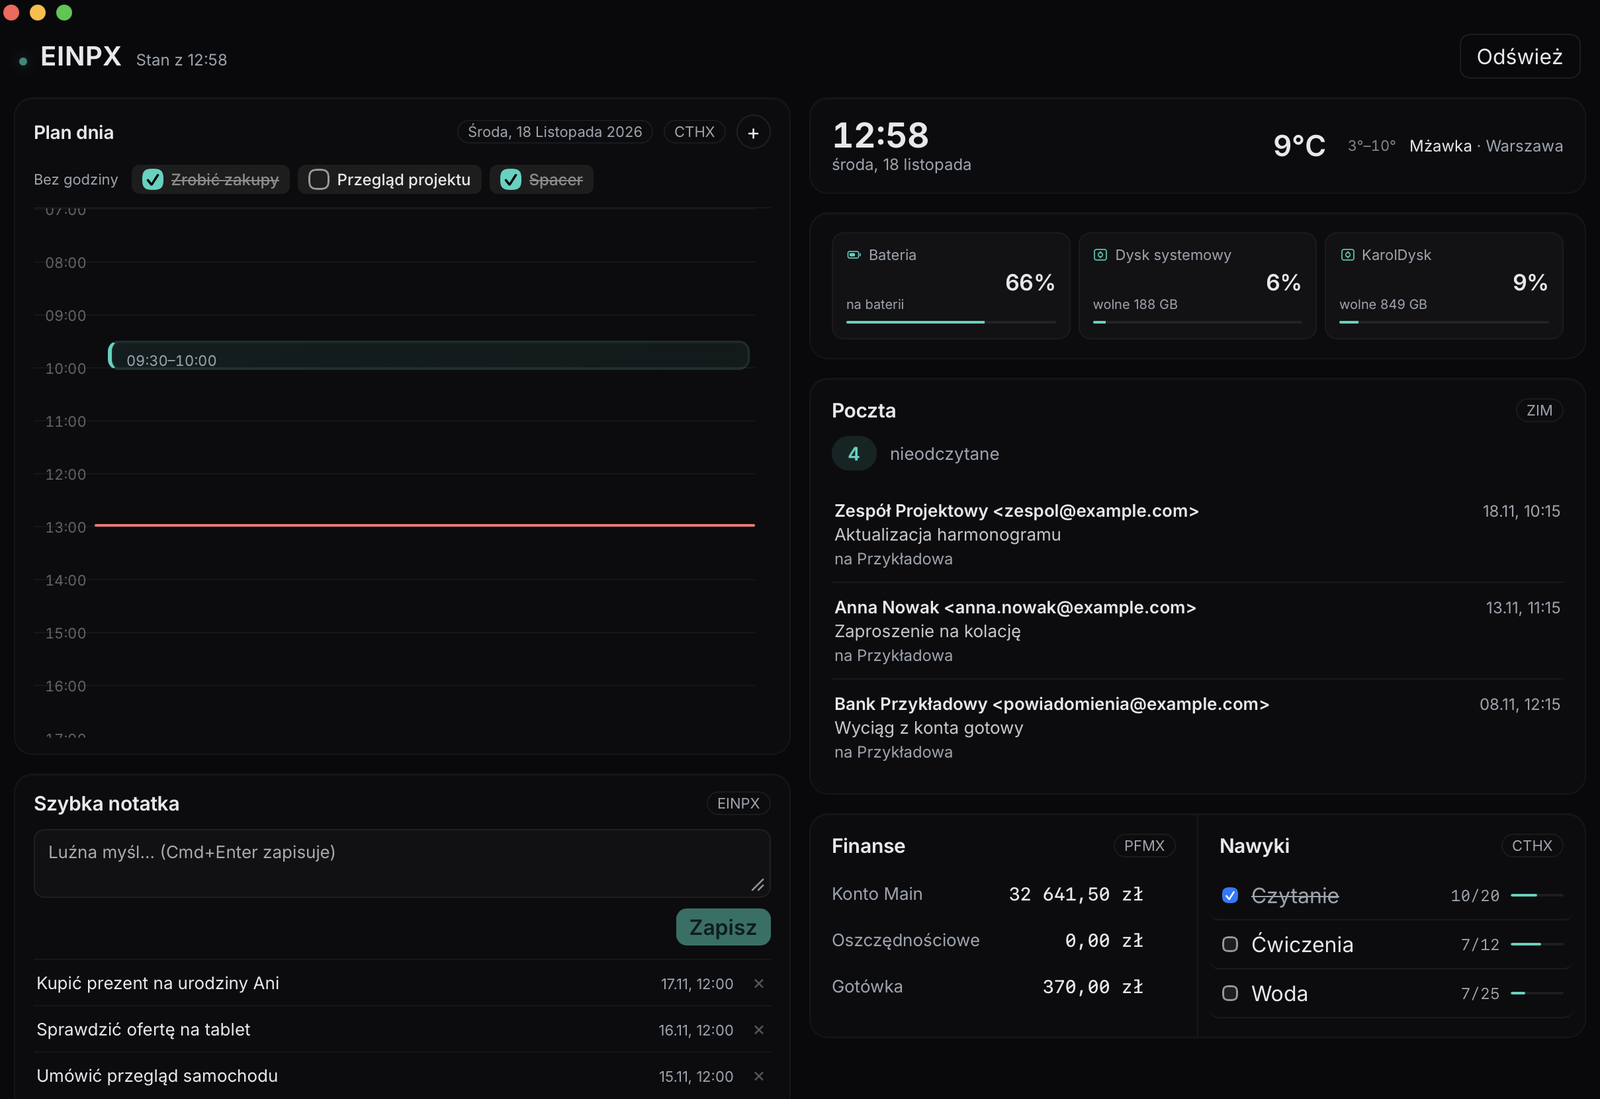 EINPX Stan z 12:58
Odśwież
Plan dnia
Środa, 18 Listopada 2026 CTHX +
Bez godziny Zrobić zakupy Przegląd projektu Spacer
07:00
08:00
09:00
09:30–10:00
10:00
11:00
12:00
13:00
14:00
15:00
16:00
17:00
Szybka notatka EINPX
Luźna myśl... (Cmd+Enter zapisuje)
Zapisz
Kupić prezent na urodziny Ani 17.11, 12:00 ×
Sprawdzić ofertę na tablet 16.11, 12:00 ×
Umówić przegląd samochodu 15.11, 12:00 ×
12:58
środa, 18 listopada
9°C 3°–10° Mżawka · Warszawa
Bateria
66%
na baterii
Dysk systemowy
6%
wolne 188 GB
KarolDysk
9%
wolne 849 GB
Poczta ZIM
4 nieodczytane
Zespół Projektowy <zespol@example.com> 18.11, 10:15
Aktualizacja harmonogramu
na Przykładowa
Anna Nowak <anna.nowak@example.com> 13.11, 11:15
Zaproszenie na kolację
na Przykładowa
Bank Przykładowy <powiadomienia@example.com> 08.11, 12:15
Wyciąg z konta gotowy
na Przykładowa
Finanse PFMX
Konto Main 32 641,50 zł
Oszczędnościowe 0,00 zł
Gotówka 370,00 zł
Nawyki CTHX
Czytanie 10/20
Ćwiczenia 7/12
Woda 7/25